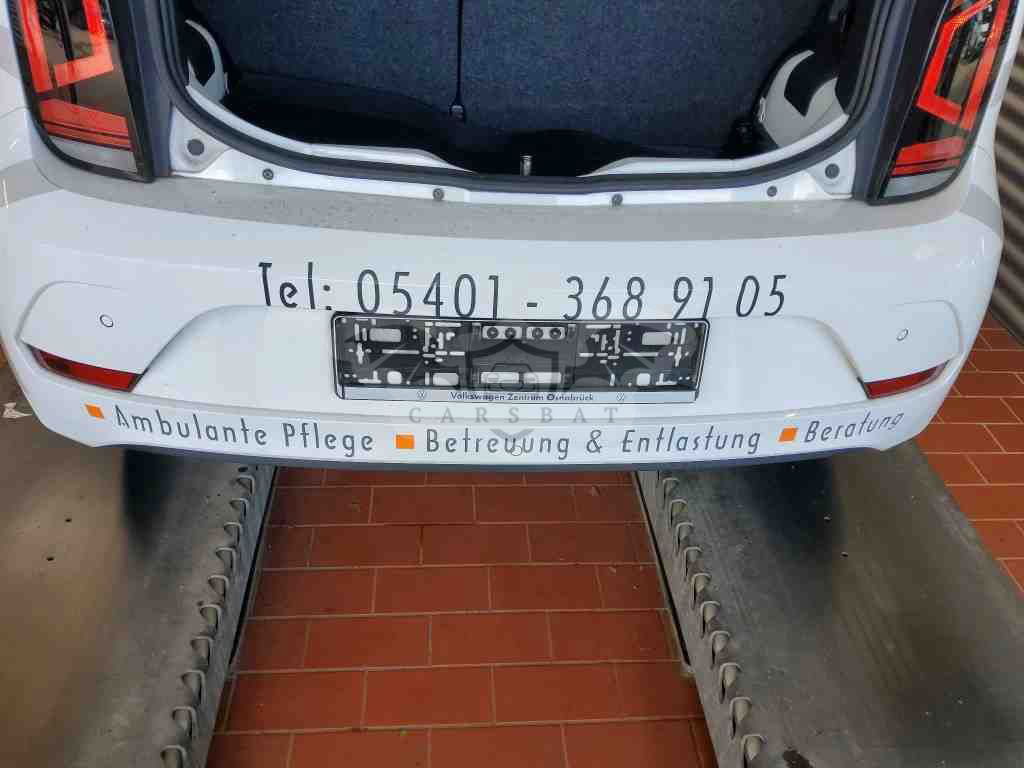 Tel: 05401 - 368 91 05
Volkswagen Zentrum Osnabrück
CARSBAT
Ambulante Pflege Betreuung & Entlastung Beratung